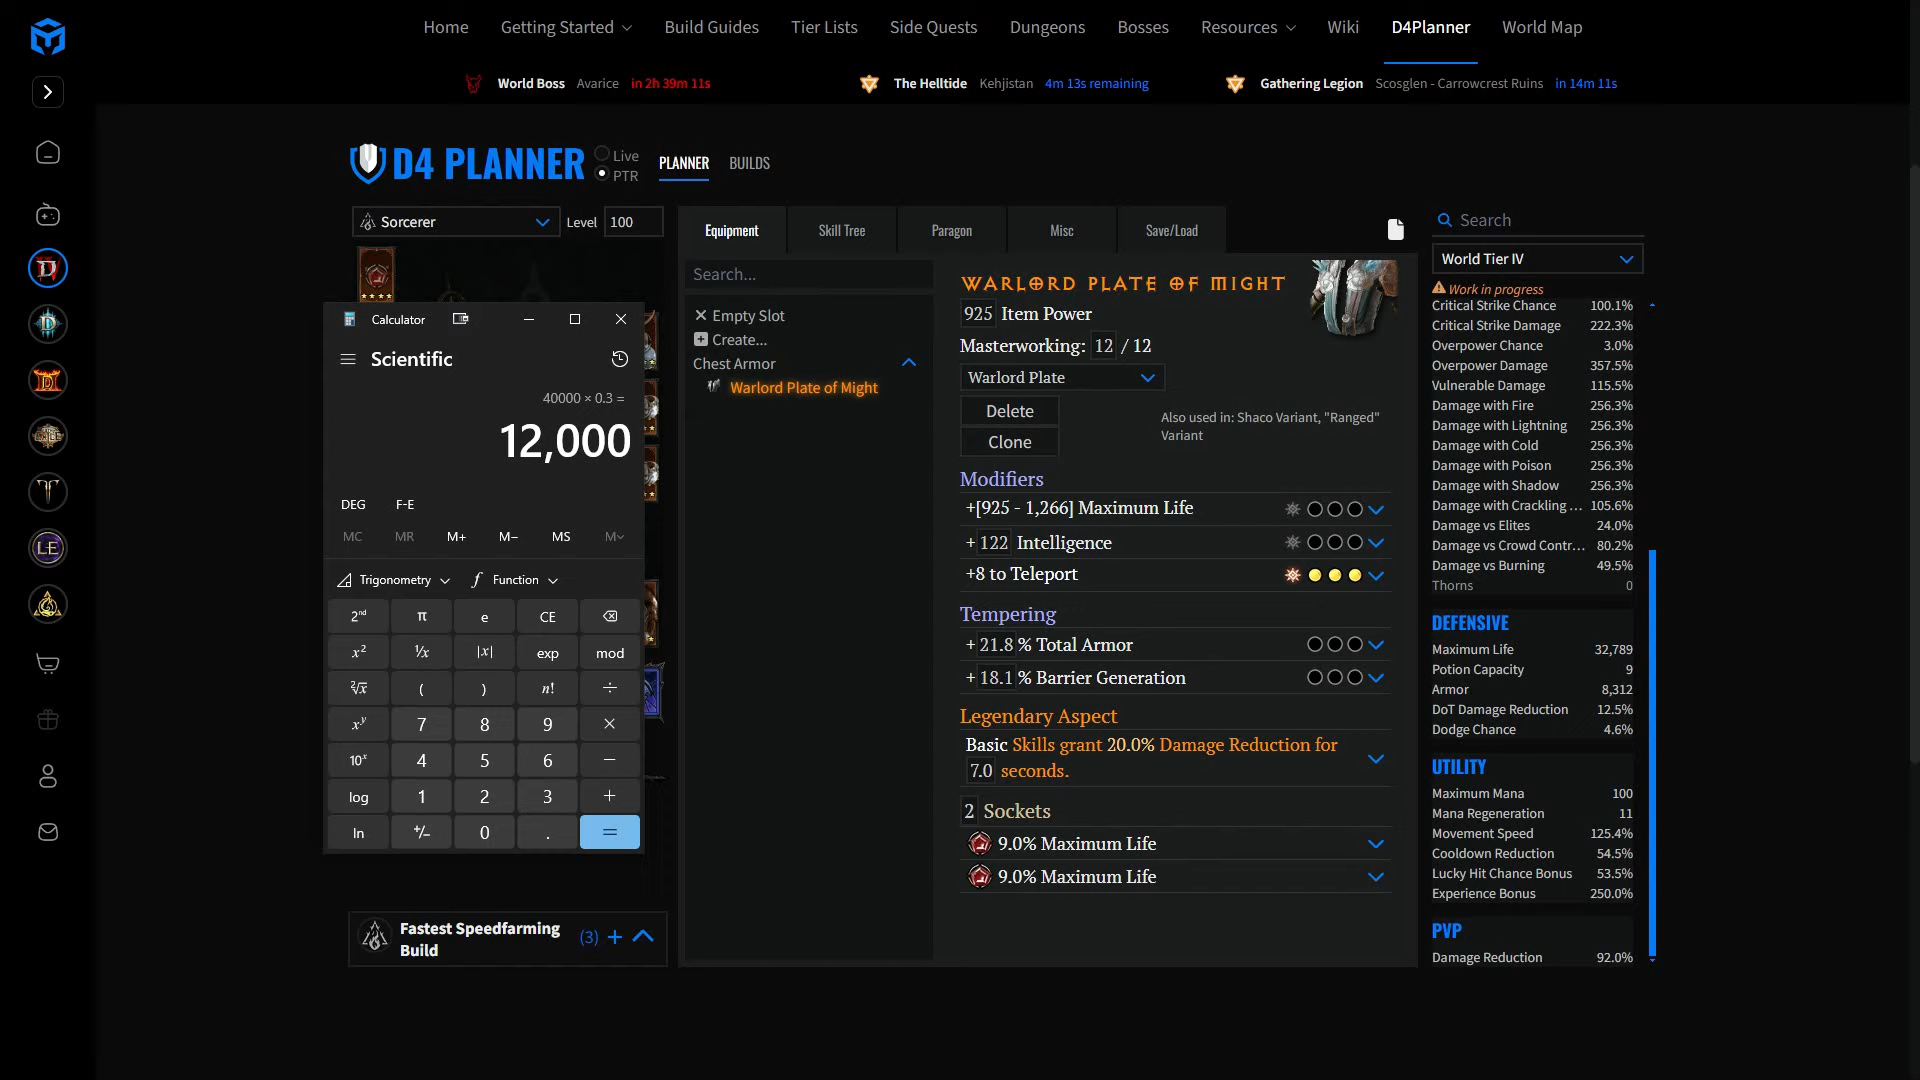 Home
Getting Started
Build Guides
Tier Lists
Side Quests
Dungeons
Bosses
Resources
Wiki
D4Planner
World Map
World Boss Avarice in 2h 39m 11s
The Helltide Kehjistan 4m 13s remaining
Gathering Legion Scosglen - Carrowcrest Ruins in 14m 11s
D4 PLANNER
Live
PTR
PLANNER
BUILDS
Sorcerer
Level 100
Equipment
Skill Tree
Paragon
Misc
Save/Load
Search...
Empty Slot
Create...
Chest Armor
Warlord Plate of Might
Calculator
Scientific
40000 × 0.3 =
12,000
DEG F-E
MC MR M+ M− MS M
Trigonometry Function
2nd π e CE
x² ¹/x |x| exp mod
²√x ( ) n! ÷
xʸ 7 8 9 ×
10ˣ 4 5 6 −
log 1 2 3 +
ln +/− 0 . =
LE
Fastest Speedfarming
Build
(3)
WARLORD PLATE OF MIGHT
925 Item Power
Masterworking: 12 / 12
Warlord Plate
Delete
Clone
Also used in: Shaco Variant, "Ranged"
Variant
Modifiers
+[925 - 1,266] Maximum Life
+ 122 Intelligence
+8 to Teleport
Tempering
+ 21.8 % Total Armor
+ 18.1 % Barrier Generation
Legendary Aspect
Basic Skills grant 20.0% Damage Reduction for
7.0 seconds.
2 Sockets
9.0% Maximum Life
9.0% Maximum Life
Search
World Tier IV
Work in progress
Critical Strike Chance 100.1%
Critical Strike Damage 222.3%
Overpower Chance 3.0%
Overpower Damage 357.5%
Vulnerable Damage 115.5%
Damage with Fire 256.3%
Damage with Lightning 256.3%
Damage with Cold 256.3%
Damage with Poison 256.3%
Damage with Shadow 256.3%
Damage with Crackling ... 105.6%
Damage vs Elites 24.0%
Damage vs Crowd Contr... 80.2%
Damage vs Burning 49.5%
Thorns 0
DEFENSIVE
Maximum Life 32,789
Potion Capacity 9
Armor 8,312
DoT Damage Reduction 12.5%
Dodge Chance 4.6%
UTILITY
Maximum Mana 100
Mana Regeneration 11
Movement Speed 125.4%
Cooldown Reduction 54.5%
Lucky Hit Chance Bonus 53.5%
Experience Bonus 250.0%
PVP
Damage Reduction 92.0%